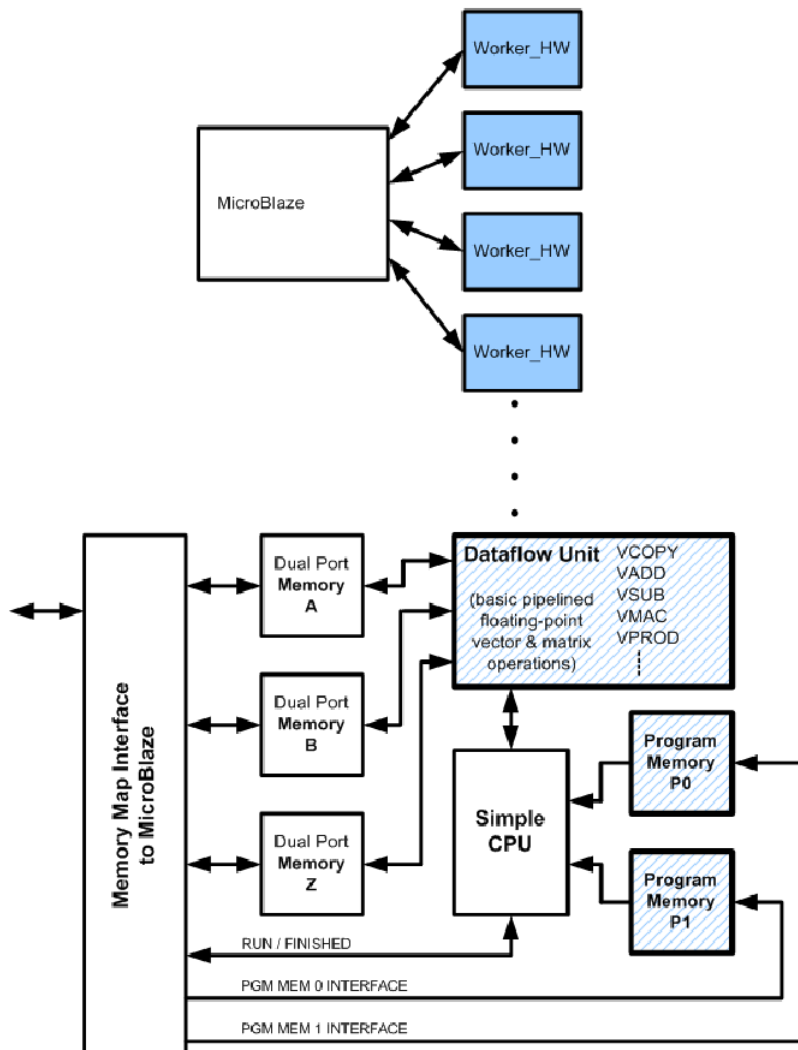 Worker_HW
Worker_HW
MicroBlaze
Worker_HW
Worker_HW
Memory Map Interface
to MicroBlaze
Dual Port
Memory
A
Dual Port
Memory
B
Dual Port
Memory
Z
Dataflow Unit
(basic pipelined
floating-point
vector & matrix
operations)
VCOPY
VADD
VSUB
VMAC
VPROD
Simple
CPU
Program
Memory
P0
Program
Memory
P1
RUN / FINISHED
PGM MEM 0 INTERFACE
PGM MEM 1 INTERFACE